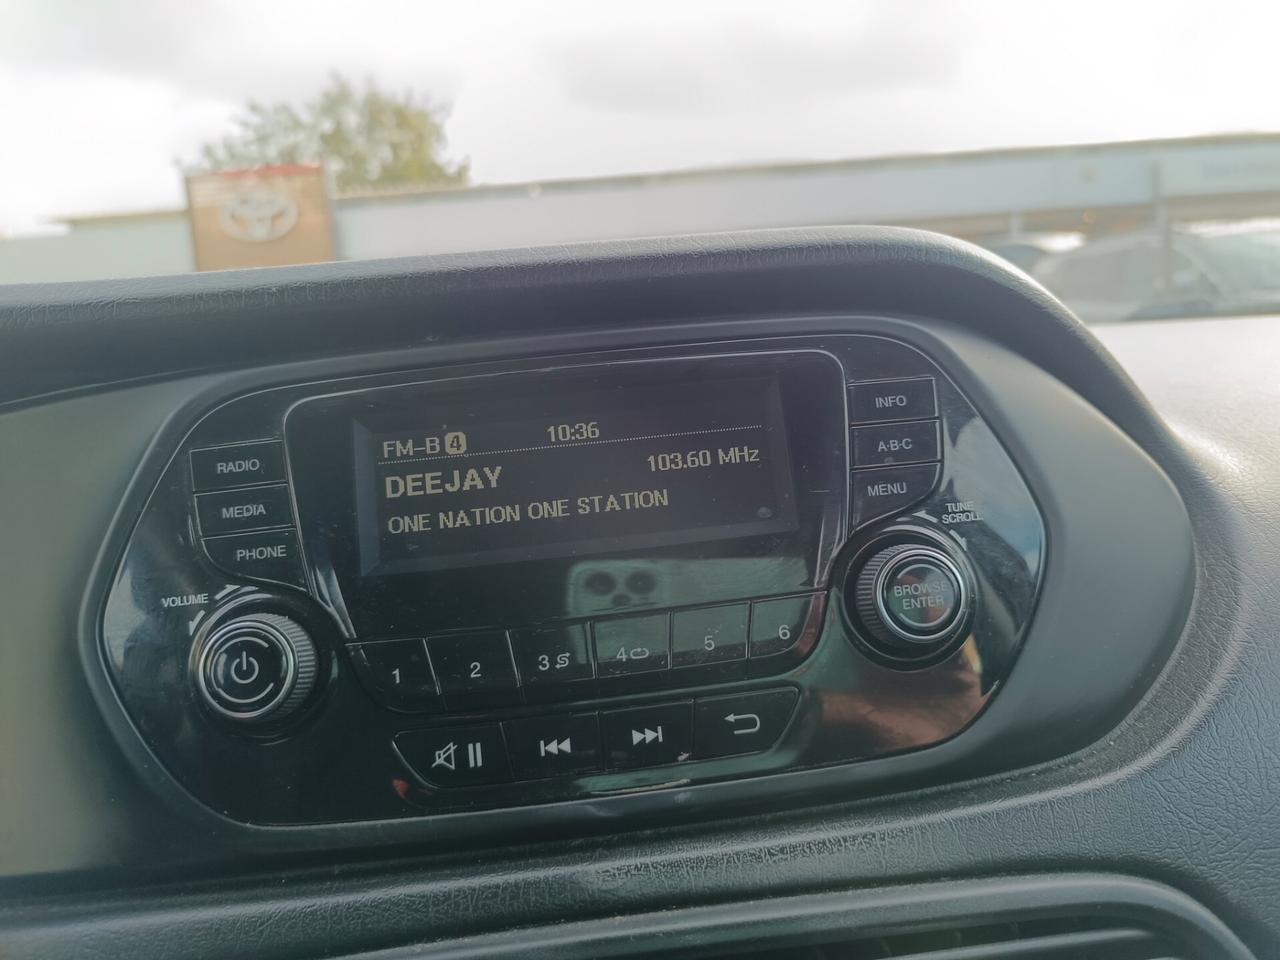 FM-B 4 10:36
DEEJAY 103.60 MHz
ONE NATION ONE STATION
RADIO
MEDIA
PHONE
VOLUME
INFO
A·B·C
MENU
TUNE
SCROLL
BROWSE
ENTER
1 2 3 4 5 6